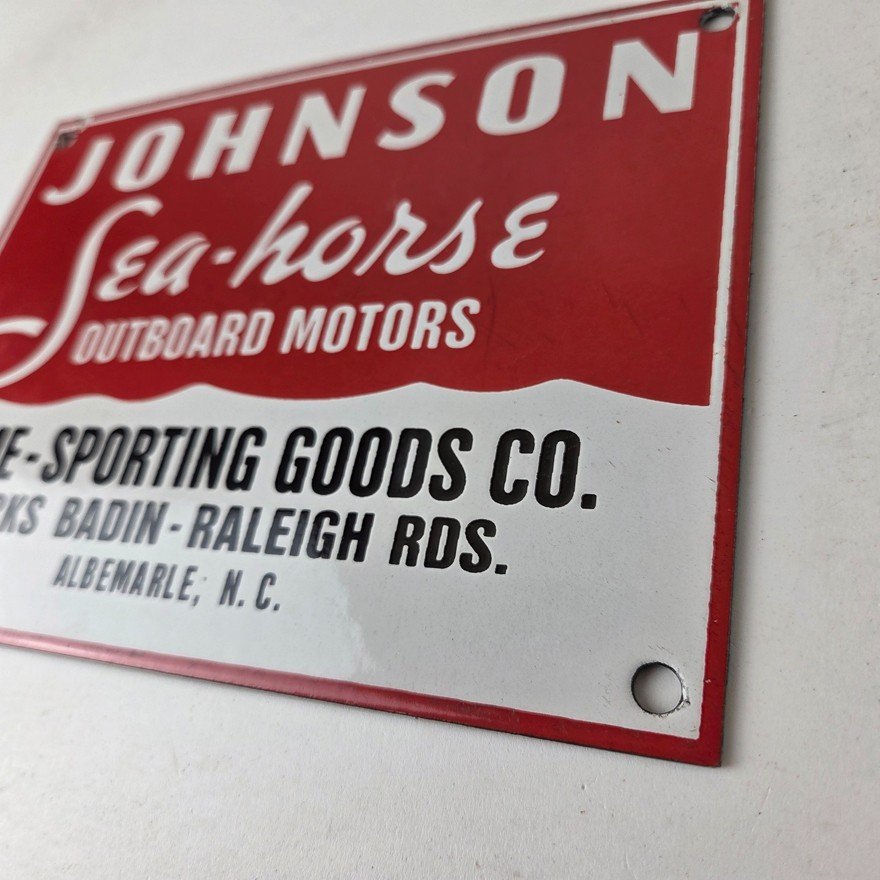 JOHNSON
Sea-horse
OUTBOARD MOTORS
E-SPORTING GOODS CO.
KS BADIN-RALEIGH RDS.
ALBEMARLE, N. C.